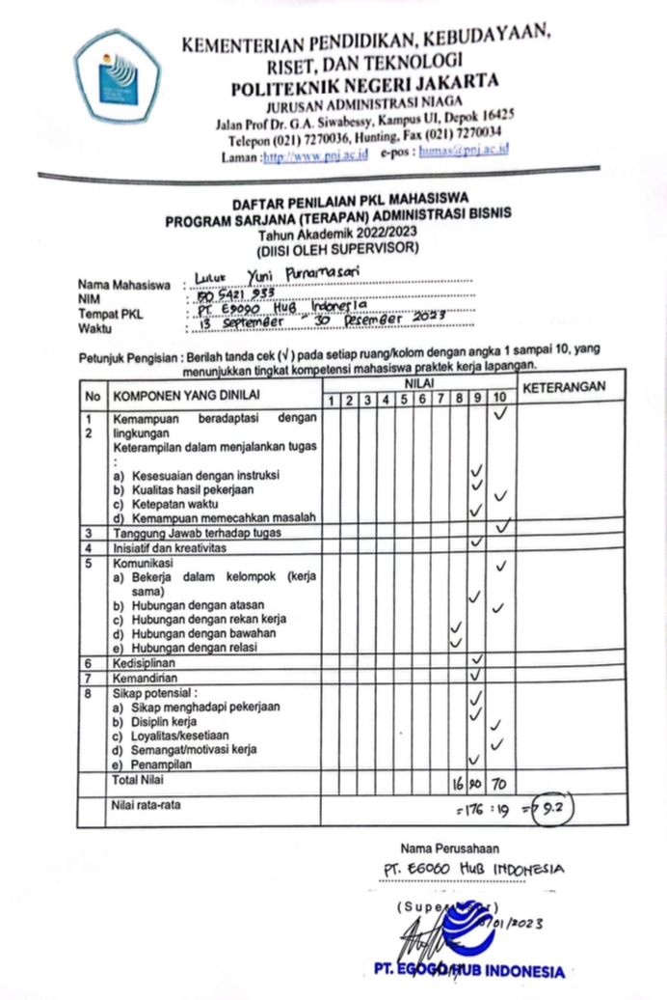 KEMENTERIAN PENDIDIKAN, KEBUDAYAAN,
RISET, DAN TEKNOLOGI
POLITEKNIK NEGERI JAKARTA
JURUSAN ADMINISTRASI NIAGA
Jalan Prof Dr. G.A. Siwabessy, Kampus UI, Depok 16425
Telepon (021) 7270036, Hunting, Fax (021) 7270034
Laman :http://www.pnj.ac.id e-pos : humas@pnj.ac.id
DAFTAR PENILAIAN PKL MAHASISWA
PROGRAM SARJANA (TERAPAN) ADMINISTRASI BISNIS
Tahun Akademik 2022/2023
(DIISI OLEH SUPERVISOR)
Nama Mahasiswa : Luluk Yuni Purnamasari
NIM :
Tempat PKL : PT. Egogo Hub Indonesia
Waktu : 13 September - 30 Desember 2023
Petunjuk Pengisian : Berilah tanda cek (√) pada setiap ruang/kolom dengan angka 1 sampai 10, yang
menunjukkan tingkat kompetensi mahasiswa praktek kerja lapangan.
No KOMPONEN YANG DINILAI NILAI KETERANGAN
1 2 3 4 5 6 7 8 9 10
1 Kemampuan beradaptasi dengan ✓
2 lingkungan
Keterampilan dalam menjalankan tugas
:
a) Kesesuaian dengan instruksi ✓
b) Kualitas hasil pekerjaan ✓
c) Ketepatan waktu ✓
d) Kemampuan memecahkan masalah ✓
3 Tanggung Jawab terhadap tugas ✓
4 Inisiatif dan kreativitas ✓
5 Komunikasi
a) Bekerja dalam kelompok (kerja ✓
sama)
b) Hubungan dengan atasan ✓
c) Hubungan dengan rekan kerja ✓
d) Hubungan dengan bawahan ✓
e) Hubungan dengan relasi ✓
6 Kedisiplinan ✓
7 Kemandirian ✓
8 Sikap potensial :
a) Sikap menghadapi pekerjaan ✓
b) Disiplin kerja ✓
c) Loyalitas/kesetiaan ✓
d) Semangat/motivasi kerja ✓
e) Penampilan ✓
Total Nilai 16 90 70
Nilai rata-rata =176 : 19 => 9.2
Nama Perusahaan
PT. EGOGO HUB INDONESIA
(Supervisor)
/01/2023
PT. EGOGO HUB INDONESIA